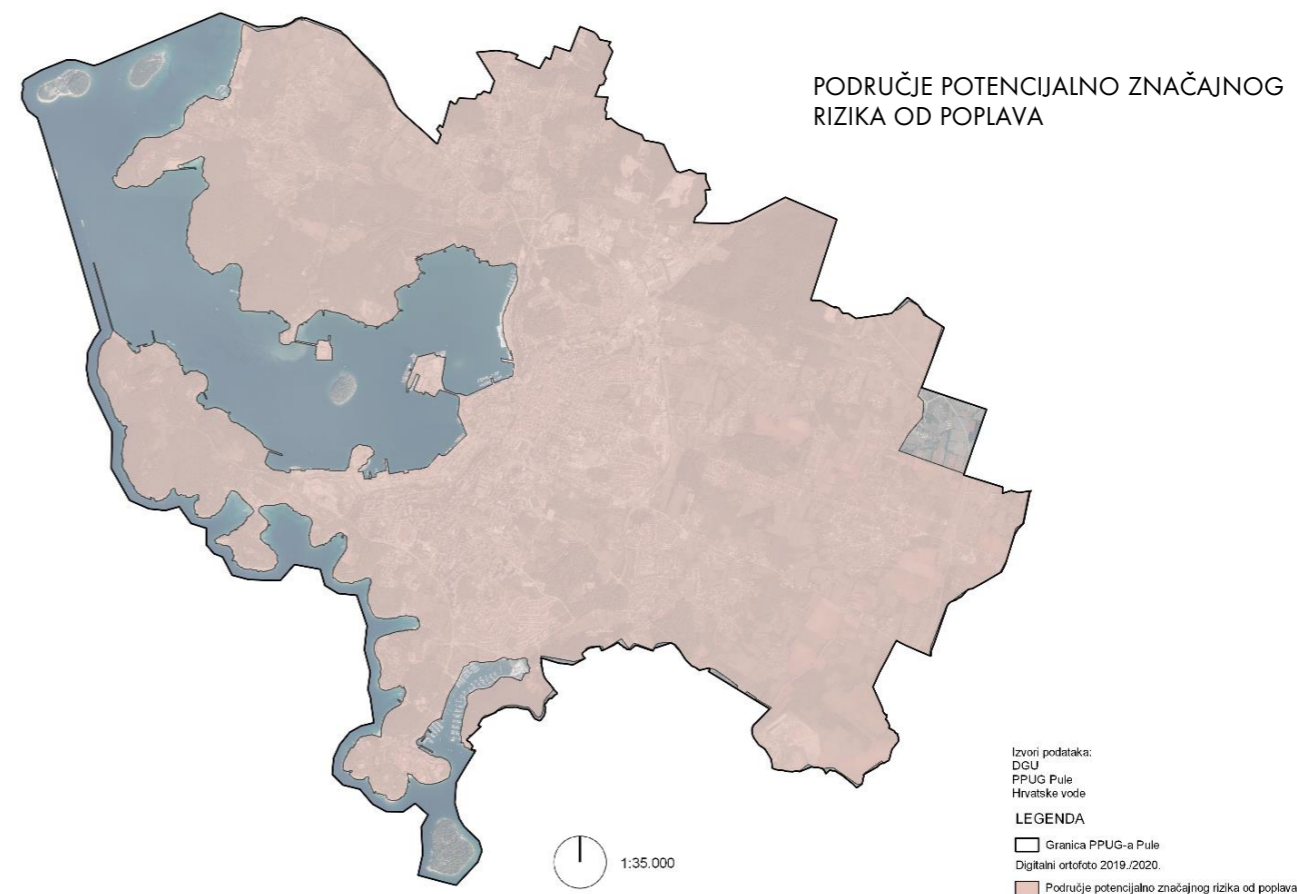 PODRUČJE POTENCIJALNO ZNAČAJNOG
RIZIKA OD POPLAVA
Izvori podataka:
DGU
PPUG Pule
Hrvatske vode
LEGENDA
Granica PPUG-a Pule
Digitalni ortofoto 2019./2020.
Područje potencijalno značajnog rizika od poplava
1:35.000